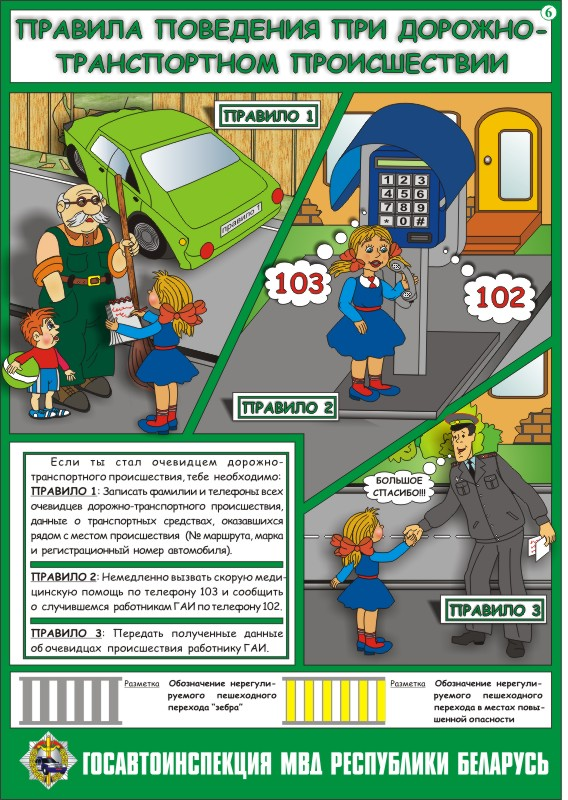 6
ПРАВИЛА ПОВЕДЕНИЯ ПРИ ДОРОЖНО-
ТРАНСПОРТНОМ ПРОИСШЕСТВИИ
ПРАВИЛО 1
правило 1
1 2 3
4 5 6
7 8 9
* 0 #
103
102
ПРАВИЛО 2
БОЛЬШОЕ
СПАСИБО!!!
ПРАВИЛО 3
Если ты стал очевидцем дорожно-
транспортного происшествия, тебе необходимо:
ПРАВИЛО 1: Записать фамилии и телефоны всех
очевидцев дорожно-транспортного происшествия,
данные о транспортных средствах, оказавшихся
рядом с местом происшествия (№ маршрута, марка
и регистрационный номер автомобиля).
ПРАВИЛО 2: Немедленно вызвать скорую меди-
цинскую помощь по телефону 103 и сообщить
о случившемся работникам ГАИ по телефону 102.
ПРАВИЛО 3: Передать полученные данные
об очевидцах происшествия работнику ГАИ.
Разметка
Обозначение нерегули-
руемого пешеходного
перехода "зебра"
Разметка
Обозначение нерегули-
руемого пешеходного
перехода в местах повы-
шенной опасности
ГОСАВТОИНСПЕКЦИЯ МВД РЕСПУБЛИКИ БЕЛАРУСЬ